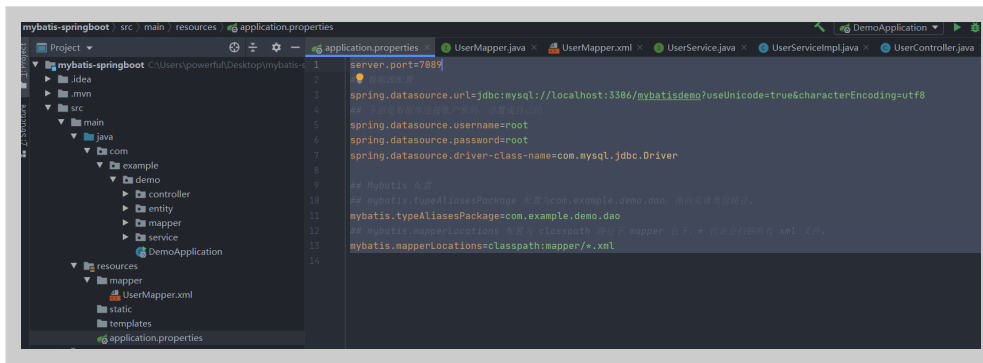 mybatis-springboot › src › main › resources › application.properties
DemoApplication
Project
application.properties
UserMapper.java
UserMapper.xml
UserService.java
UserServiceImpl.java
UserController.java
mybatis-springboot C:\Users\powerful\Desktop\mybatis-s
.idea
.mvn
src
main
java
com
example
demo
controller
entity
mapper
service
DemoApplication
resources
mapper
UserMapper.xml
static
templates
application.properties
1 server.port=7089
2
3 spring.datasource.url=jdbc:mysql://localhost:3306/mybatisdemo?useUnicode=true&characterEncoding=utf8
4
5 spring.datasource.username=root
6 spring.datasource.password=root
7 spring.datasource.driver-class-name=com.mysql.jdbc.Driver
8
9 ## Mybatis 配置
10 ## mybatis.typeAliasesPackage 配置为com.example.demo.dao
11 mybatis.typeAliasesPackage=com.example.demo.dao
12 ## mybatis.mapperLocations 配置为 classpath mapper xml
13 mybatis.mapperLocations=classpath:mapper/*.xml
14